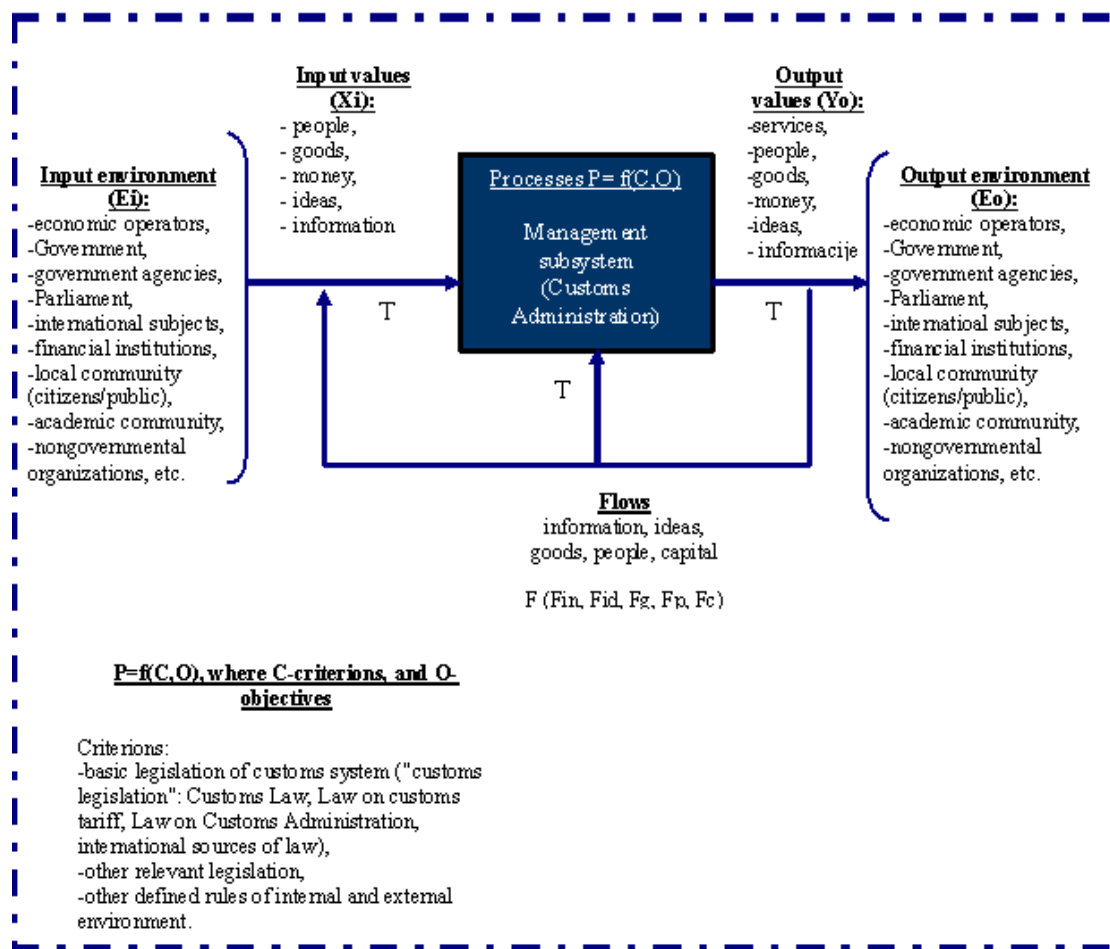 Input values
(Xi):
- people,
- goods,
- money,
- ideas,
- information
Output
values (Yo):
-services,
-people,
-goods,
-money,
-ideas,
- informacije
Input environment
(Ei):
-economic operators,
-Government,
-government agencies,
-Parliament,
-international subjects,
-financial institutions,
-local community
(citizens/public),
-academic community,
-nongovernmental
organizations, etc.
Processes P= f(C,O)
Management
subsystem
(Customs
Administration)
Output environment
(Eo):
-economic operators,
-Government,
-government agencies,
-Parliament,
-internatioal subjects,
-financial institutions,
-local community
(citizens/public),
-academic community,
-nongovernmental
organizations, etc.
T
T
T
Flows
information, ideas,
goods, people, capital
F (Fin, Fid, Fg, Fp, Fc)
P=f(C,O), where C-criterions, and O-
objectives
Criterions:
-basic legislation of customs system ("customs
legislation": Customs Law, Law on customs
tariff, Law on Customs Administration,
international sources of law),
-other relevant legislation,
-other defined rules of internal and external
environment.